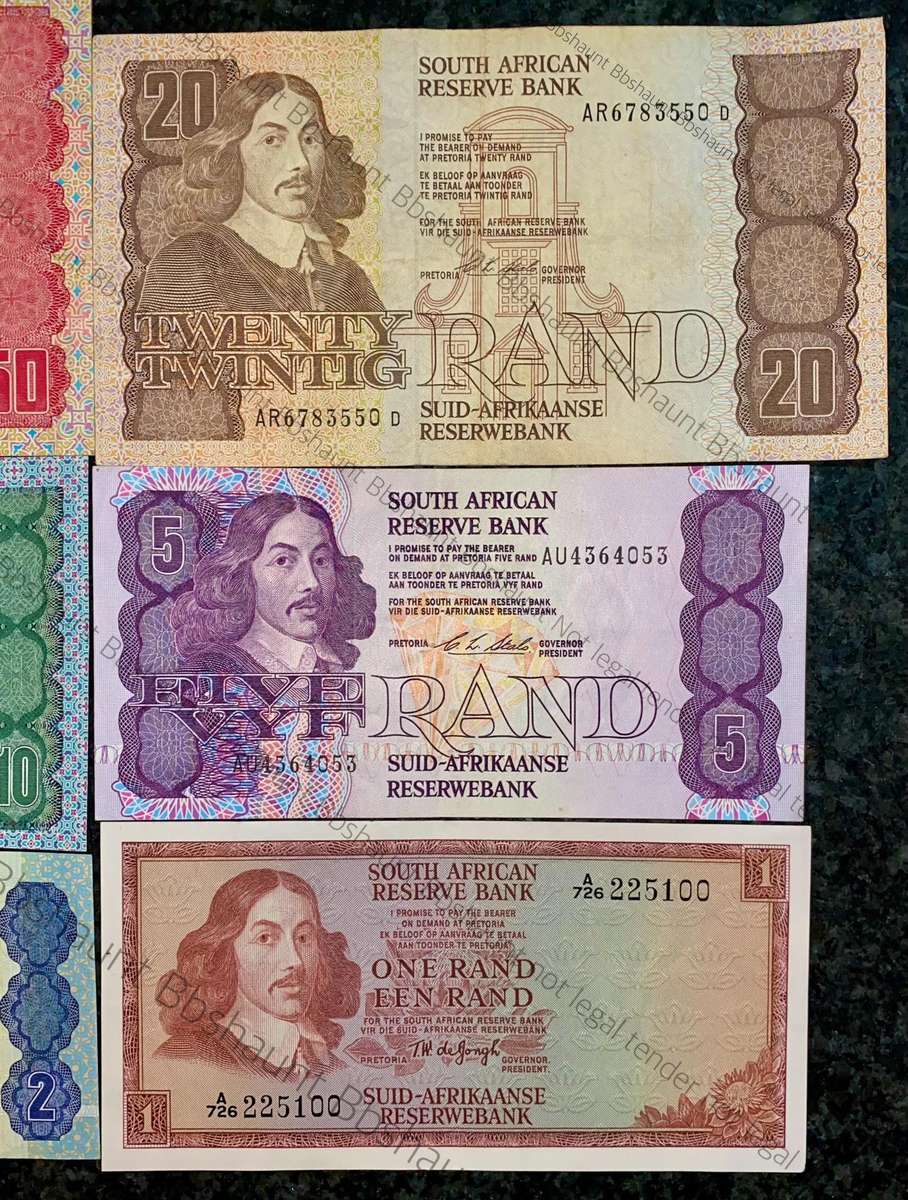 50
10
2
20
SOUTH AFRICAN
RESERVE BANK
AR6783550 D
I PROMISE TO PAY
THE BEARER ON DEMAND
AT PRETORIA TWENTY RAND
EK BELOOF OP AANVRAAG
TE BETAAL AAN TOONDER
TE PRETORIA TWINTIG RAND
FOR THE SOUTH AFRICAN RESERVE BANK
VIR DIE SUID-AFRIKAANSE RESERWEBANK
PRETORIA GOVERNOR
PRESIDENT
TWENTY RAND
TWINTIG
20
AR6783550 D
SUID-AFRIKAANSE
RESERWEBANK
5
SOUTH AFRICAN
RESERVE BANK
I PROMISE TO PAY THE BEARER
ON DEMAND AT PRETORIA FIVE RAND
AU4364053
EK BELOOF OP AANVRAAG TE BETAAL
AAN TOONDER TE PRETORIA VYF RAND
FOR THE SOUTH AFRICAN RESERVE BANK
VIR DIE SUID-AFRIKAANSE RESERWEBANK
PRETORIA GOVERNOR
PRESIDENT
FIVE RAND
VYF
5
AU4364053
SUID-AFRIKAANSE
RESERWEBANK
1
SOUTH AFRICAN
RESERVE BANK
A/726 225100
I PROMISE TO PAY THE BEARER
ON DEMAND AT PRETORIA
EK BELOOF OP AANVRAAG TE BETAAL
AAN TOONDER TE PRETORIA
ONE RAND
EEN RAND
FOR THE SOUTH AFRICAN RESERVE BANK
VIR DIE SUID-AFRIKAANSE RESERWEBANK
PRETORIA T.W. de Jongh GOVERNOR.
PRESIDENT.
1
A/726 225100
SUID-AFRIKAANSE
RESERWEBANK
Bbshaunt Bbshaunt Not legal tender